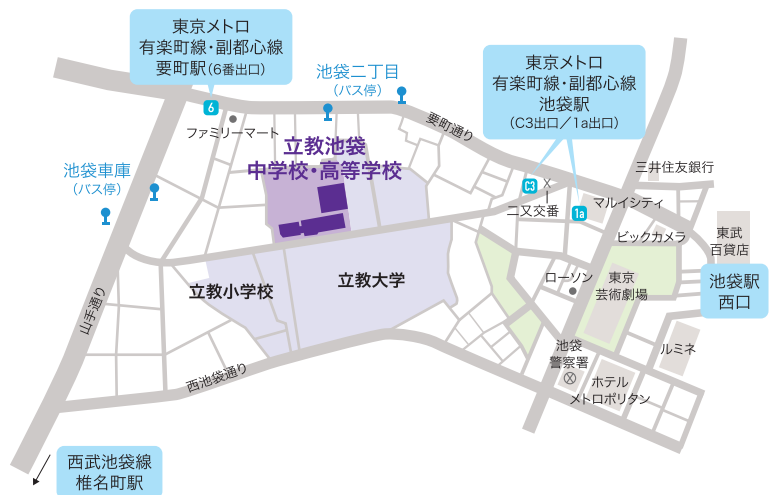 東京メトロ
有楽町線・副都心線
要町駅（6番出口）
6
ファミリーマート
池袋二丁目
（バス停）
要町通り
東京メトロ
有楽町線・副都心線
池袋駅
（C3出口／1a出口）
C3
二又交番
1a
三井住友銀行
マルイシティ
ビックカメラ
東武
百貨店
池袋駅
西口
池袋車庫
（バス停）
立教池袋
中学校・高等学校
立教小学校
立教大学
ローソン
東京
芸術劇場
山手通り
西池袋通り
池袋
警察署
ルミネ
ホテル
メトロポリタン
西武池袋線
椎名町駅